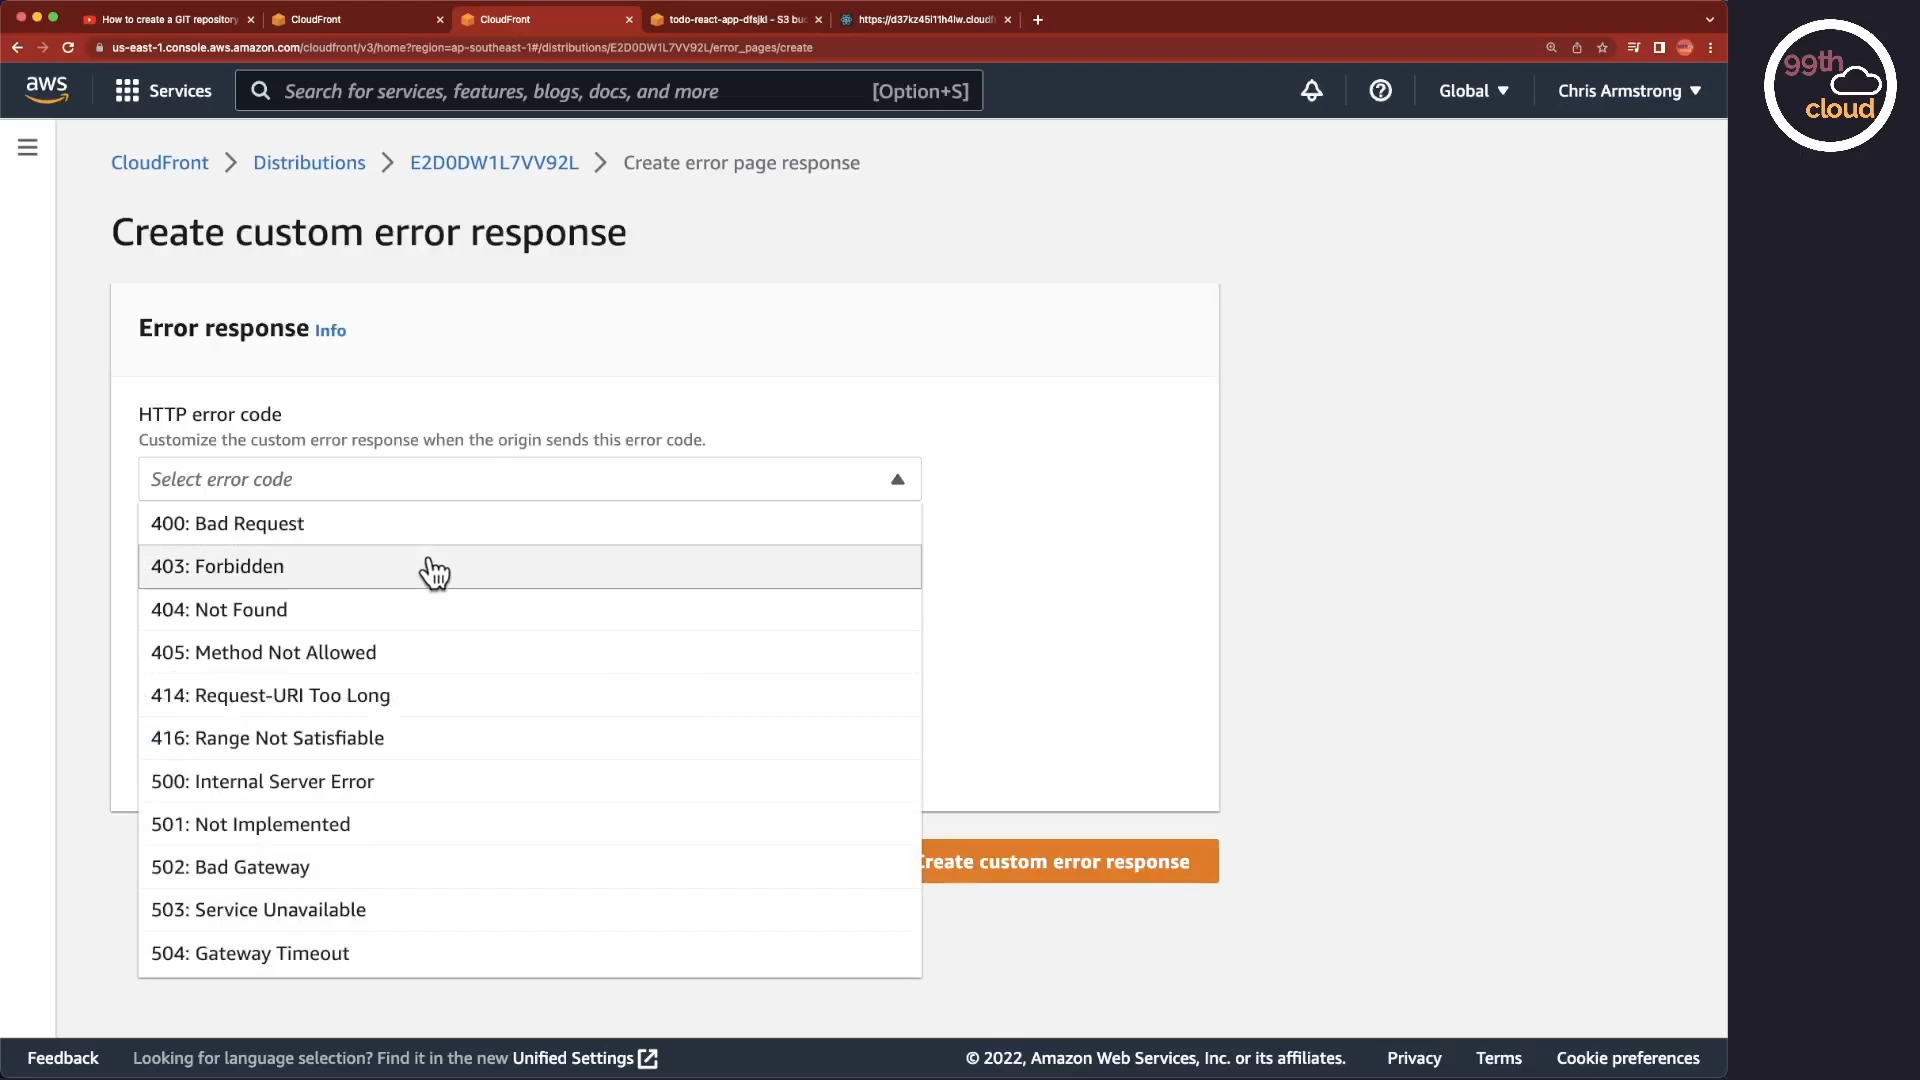 How to create a GIT repository
CloudFront
CloudFront
todo-react-app-dfsjkl - S3 buc
https://d37kz45l11h4lw.cloudfr
us-east-1.console.aws.amazon.com/cloudfront/v3/home?region=ap-southeast-1#/distributions/E2D0DW1L7VV92L/error_pages/create
aws
Services
Search for services, features, blogs, docs, and more
[Option+S]
Global
Chris Armstrong
99th
cloud
CloudFront
Distributions
E2D0DW1L7VV92L
Create error page response
Create custom error response
Error response Info
HTTP error code
Customize the custom error response when the origin sends this error code.
Select error code
400: Bad Request
403: Forbidden
404: Not Found
405: Method Not Allowed
414: Request-URI Too Long
416: Range Not Satisfiable
500: Internal Server Error
501: Not Implemented
502: Bad Gateway
503: Service Unavailable
504: Gateway Timeout
Create custom error response
Feedback
Looking for language selection? Find it in the new Unified Settings
© 2022, Amazon Web Services, Inc. or its affiliates.
Privacy
Terms
Cookie preferences